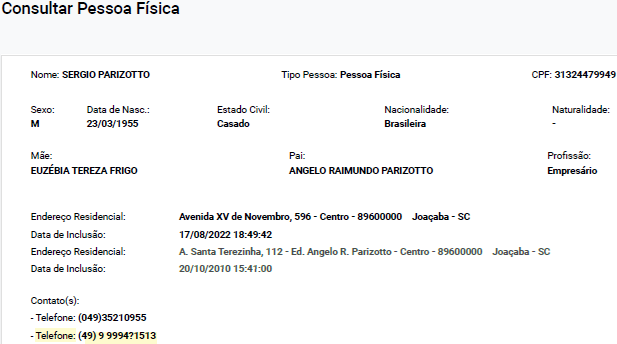 Consultar Pessoa Física
Nome: SERGIO PARIZOTTO Tipo Pessoa: Pessoa Física CPF: 31324479949
Sexo: Data de Nasc.: Estado Civil: Nacionalidade: Naturalidade:
M 23/03/1955 Casado Brasileira -
Mãe: Pai: Profissão:
EUZÉBIA TEREZA FRIGO ANGELO RAIMUNDO PARIZOTTO Empresário
Endereço Residencial: Avenida XV de Novembro, 596 - Centro - 89600000 Joaçaba - SC
Data de Inclusão: 17/08/2022 18:49:42
Endereço Residencial: A. Santa Terezinha, 112 - Ed. Angelo R. Parizotto - Centro - 89600000 Joaçaba - SC
Data de Inclusão: 20/10/2010 15:41:00
Contato(s):
- Telefone: (049)35210955
- Telefone: (49) 9 9994?1513